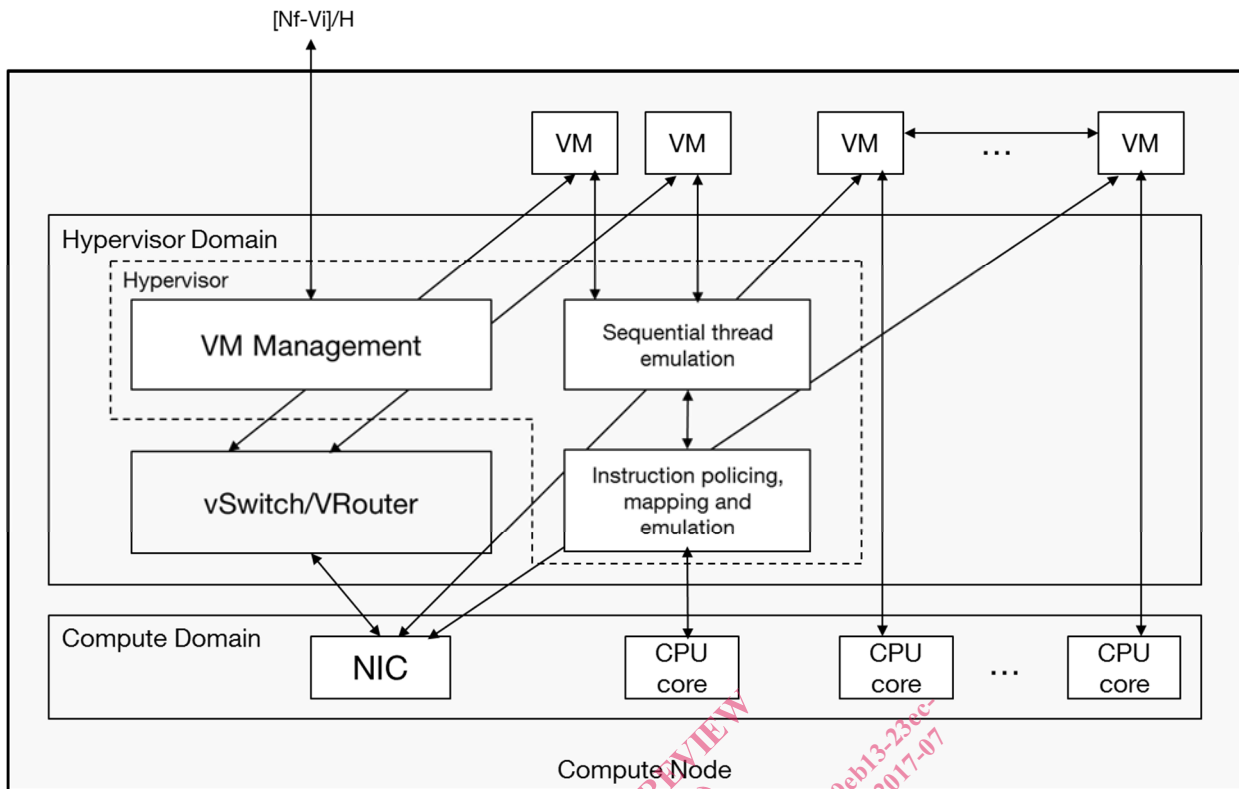 [Nf-Vi]/H
VM
VM
VM
...
VM
Hypervisor Domain
Hypervisor
VM Management
Sequential thread
emulation
vSwitch/VRouter
Instruction policing,
mapping and
emulation
Compute Domain
NIC
CPU
core
CPU
core
...
CPU
core
Compute Node